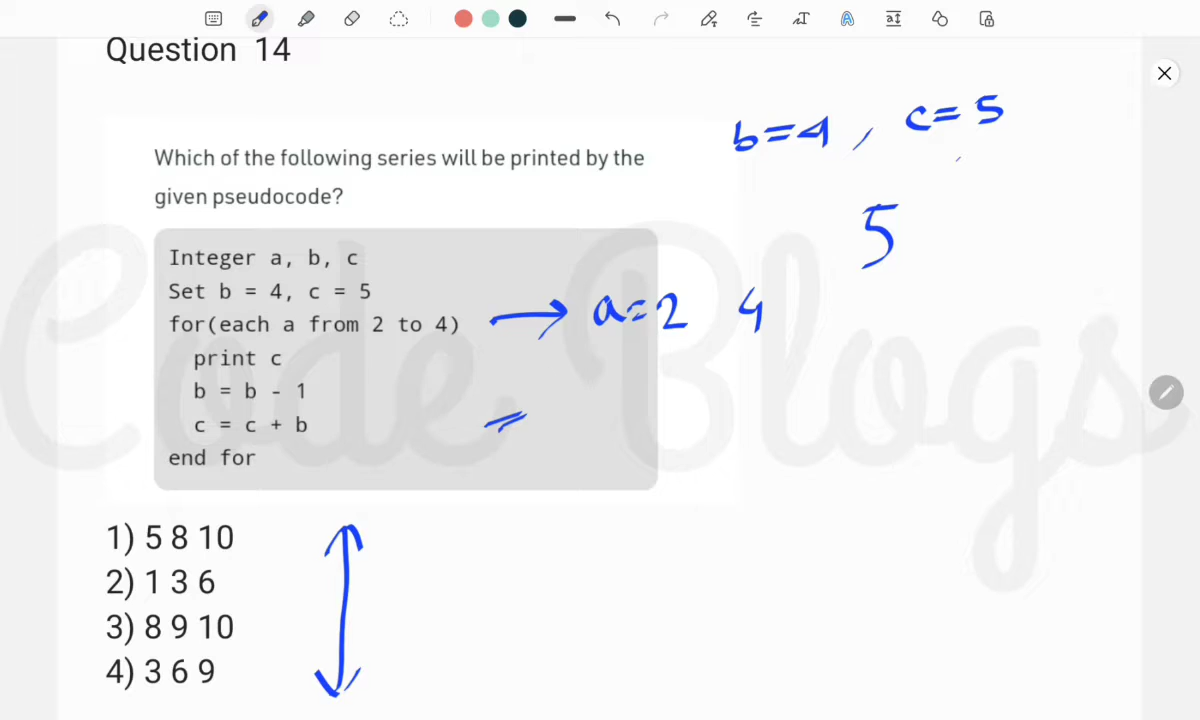 Question 14
b=4, c=5
Which of the following series will be printed by the
given pseudocode?
5
Integer a, b, c
Set b = 4, c = 5
for(each a from 2 to 4)
a=2 4
print c
b = b - 1
c = c + b
end for
Code Blogs
1) 5 8 10
2) 1 3 6
3) 8 9 10
4) 3 6 9